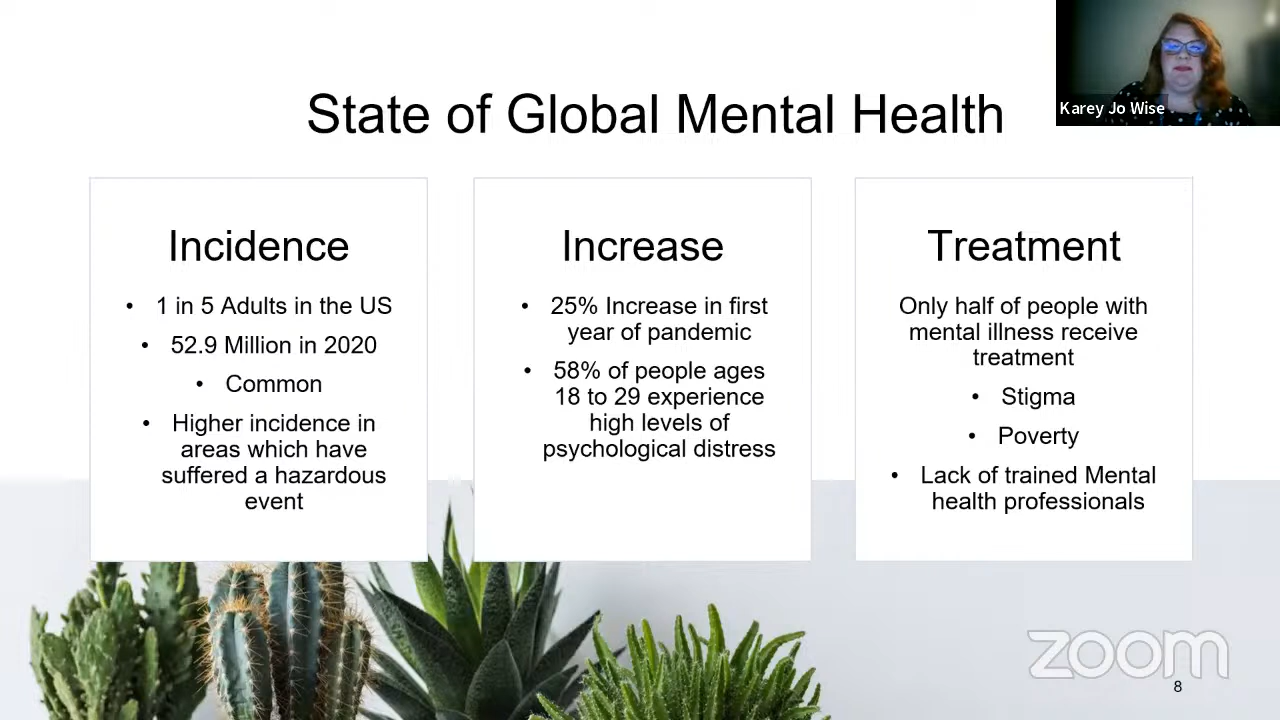 Karey Jo Wise
State of Global Mental Health
Incidence
• 1 in 5 Adults in the US
• 52.9 Million in 2020
• Common
• Higher incidence in
areas which have
suffered a hazardous
event
Increase
• 25% Increase in first
year of pandemic
• 58% of people ages
18 to 29 experience
high levels of
psychological distress
Treatment
Only half of people with
mental illness receive
treatment
• Stigma
• Poverty
• Lack of trained Mental
health professionals
zoom
8